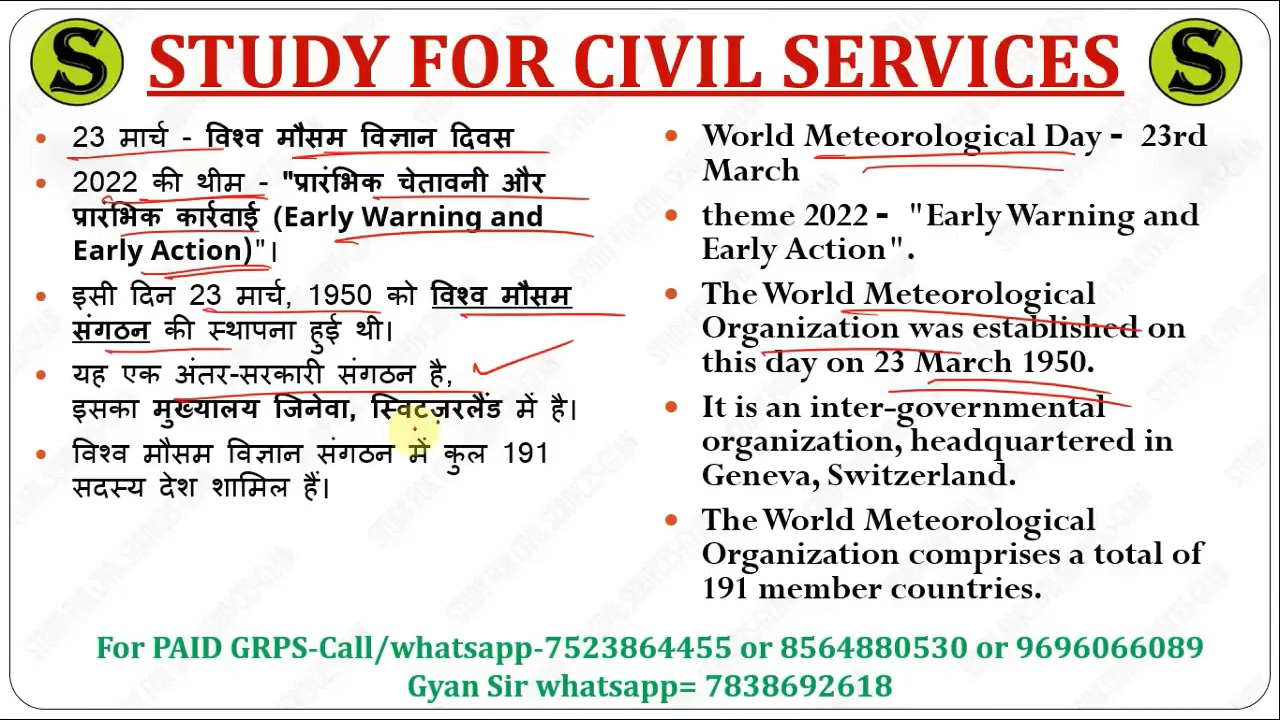 S STUDY FOR CIVIL SERVICES S
• 23 मार्च - विश्व मौसम विज्ञान दिवस
• 2022 की थीम - "प्रारंभिक चेतावनी और
प्रारंभिक कार्रवाई (Early Warning and
Early Action)"।
• इसी दिन 23 मार्च, 1950 को विश्व मौसम
संगठन की स्थापना हुई थी।
• यह एक अंतर-सरकारी संगठन है,
इसका मुख्यालय जिनेवा, स्विटज़रलैंड में है।
• विश्व मौसम विज्ञान संगठन में कुल 191
सदस्य देश शामिल हैं।
• World Meteorological Day - 23rd
March
• theme 2022 - "Early Warning and
Early Action".
• The World Meteorological
Organization was established on
this day on 23 March 1950.
• It is an inter-governmental
organization, headquartered in
Geneva, Switzerland.
• The World Meteorological
Organization comprises a total of
191 member countries.
For PAID GRPS-Call/whatsapp-7523864455 or 8564880530 or 9696066089
Gyan Sir whatsapp= 7838692618